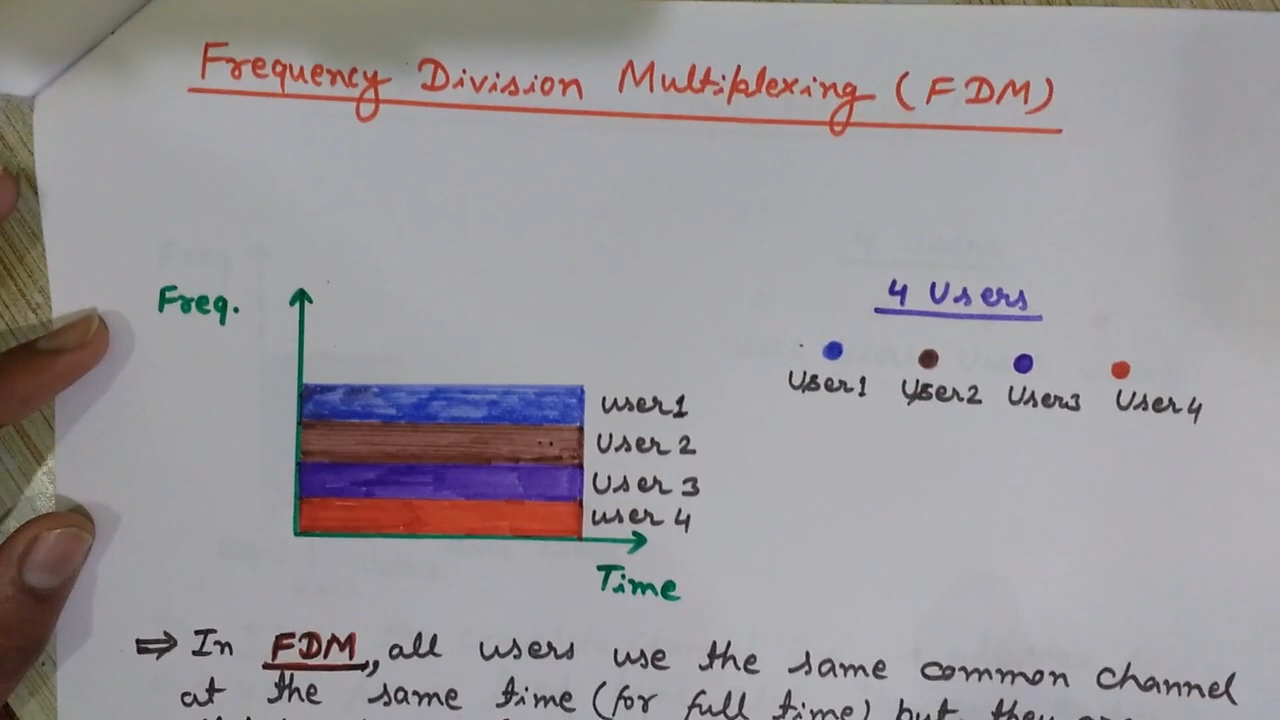 Frequency Division Multiplexing (FDM)
4 Users
Freq.
User1 User2 User3 User4
user1
User 2
User 3
user 4
Time
⇒ In FDM, all users use the same common channel
at the same time (for full time) but they